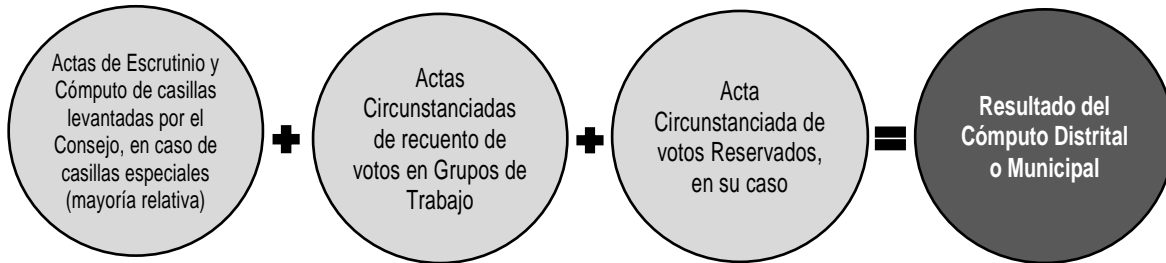 Actas de Escrutinio y
Cómputo de casillas
levantadas por el
Consejo, en caso de
casillas especiales
(mayoría relativa)
+
Actas
Circunstanciadas
de recuento de
votos en Grupos de
Trabajo
+
Acta
Circunstanciada de
votos Reservados,
en su caso
=
Resultado del
Cómputo Distrital
o Municipal